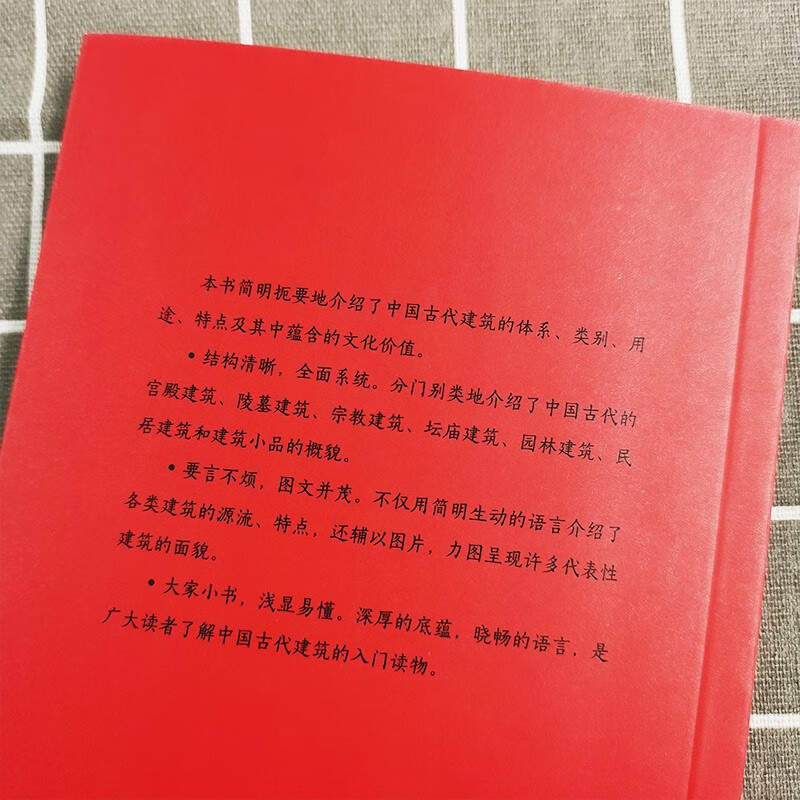 本书简明扼要地介绍了中国古代建筑的体系、类别、用
途、特点及其中蕴含的文化价值。
• 结构清晰，全面系统。分门别类地介绍了中国古代的
宫殿建筑、陵墓建筑、宗教建筑、坛庙建筑、园林建筑、民
居建筑和建筑小品的概貌。
• 要言不烦，图文并茂。不仅用简明生动的语言介绍了
各类建筑的源流、特点，还辅以图片，力图呈现许多代表性
建筑的面貌。
• 大家小书，浅显易懂。深厚的底蕴，晓畅的语言，是
广大读者了解中国古代建筑的入门读物。